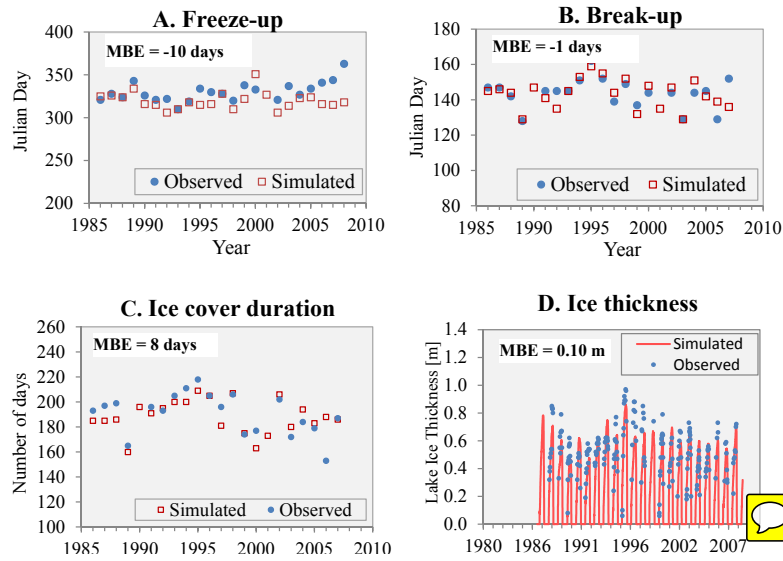 A. Freeze-up
MBE = -10 days
Julian Day
400
350
300
250
200
Observed
Simulated
1985
1990
1995
2000
2005
2010
Year
B. Break-up
MBE = -1 days
Julian Day
180
160
140
120
100
80
Observed
Simulated
1985
1990
1995
2000
2005
2010
Year
C. Ice cover duration
MBE = 8 days
Number of days
260
240
220
200
180
160
140
120
100
Simulated
Observed
1985
1990
1995
2000
2005
2010
D. Ice thickness
MBE = 0.10 m
Simulated
Observed
Lake Ice Thickness [m]
1.4
1.2
1.0
0.8
0.6
0.4
0.2
0.0
1980
1986
1991
1996
2002
2007